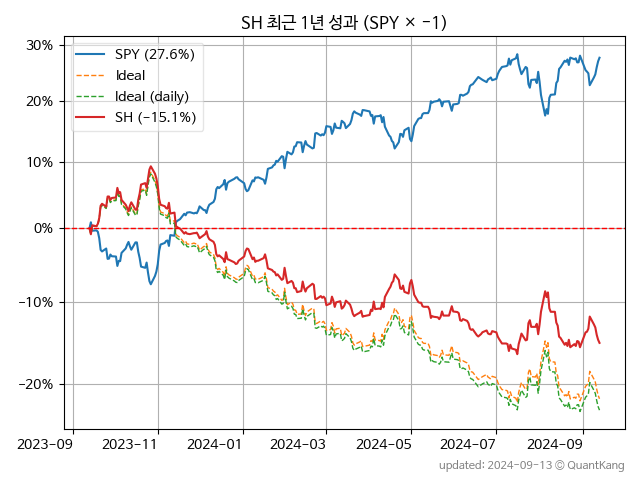 SH 최근 1년 성과 (SPY × −1)
30%
20%
10%
0%
−10%
−20%
SPY (27.6%)
Ideal
Ideal (daily)
SH (−15.1%)
2023-09
2023-11
2024-01
2024-03
2024-05
2024-07
2024-09
updated: 2024-09-13 © QuantKang